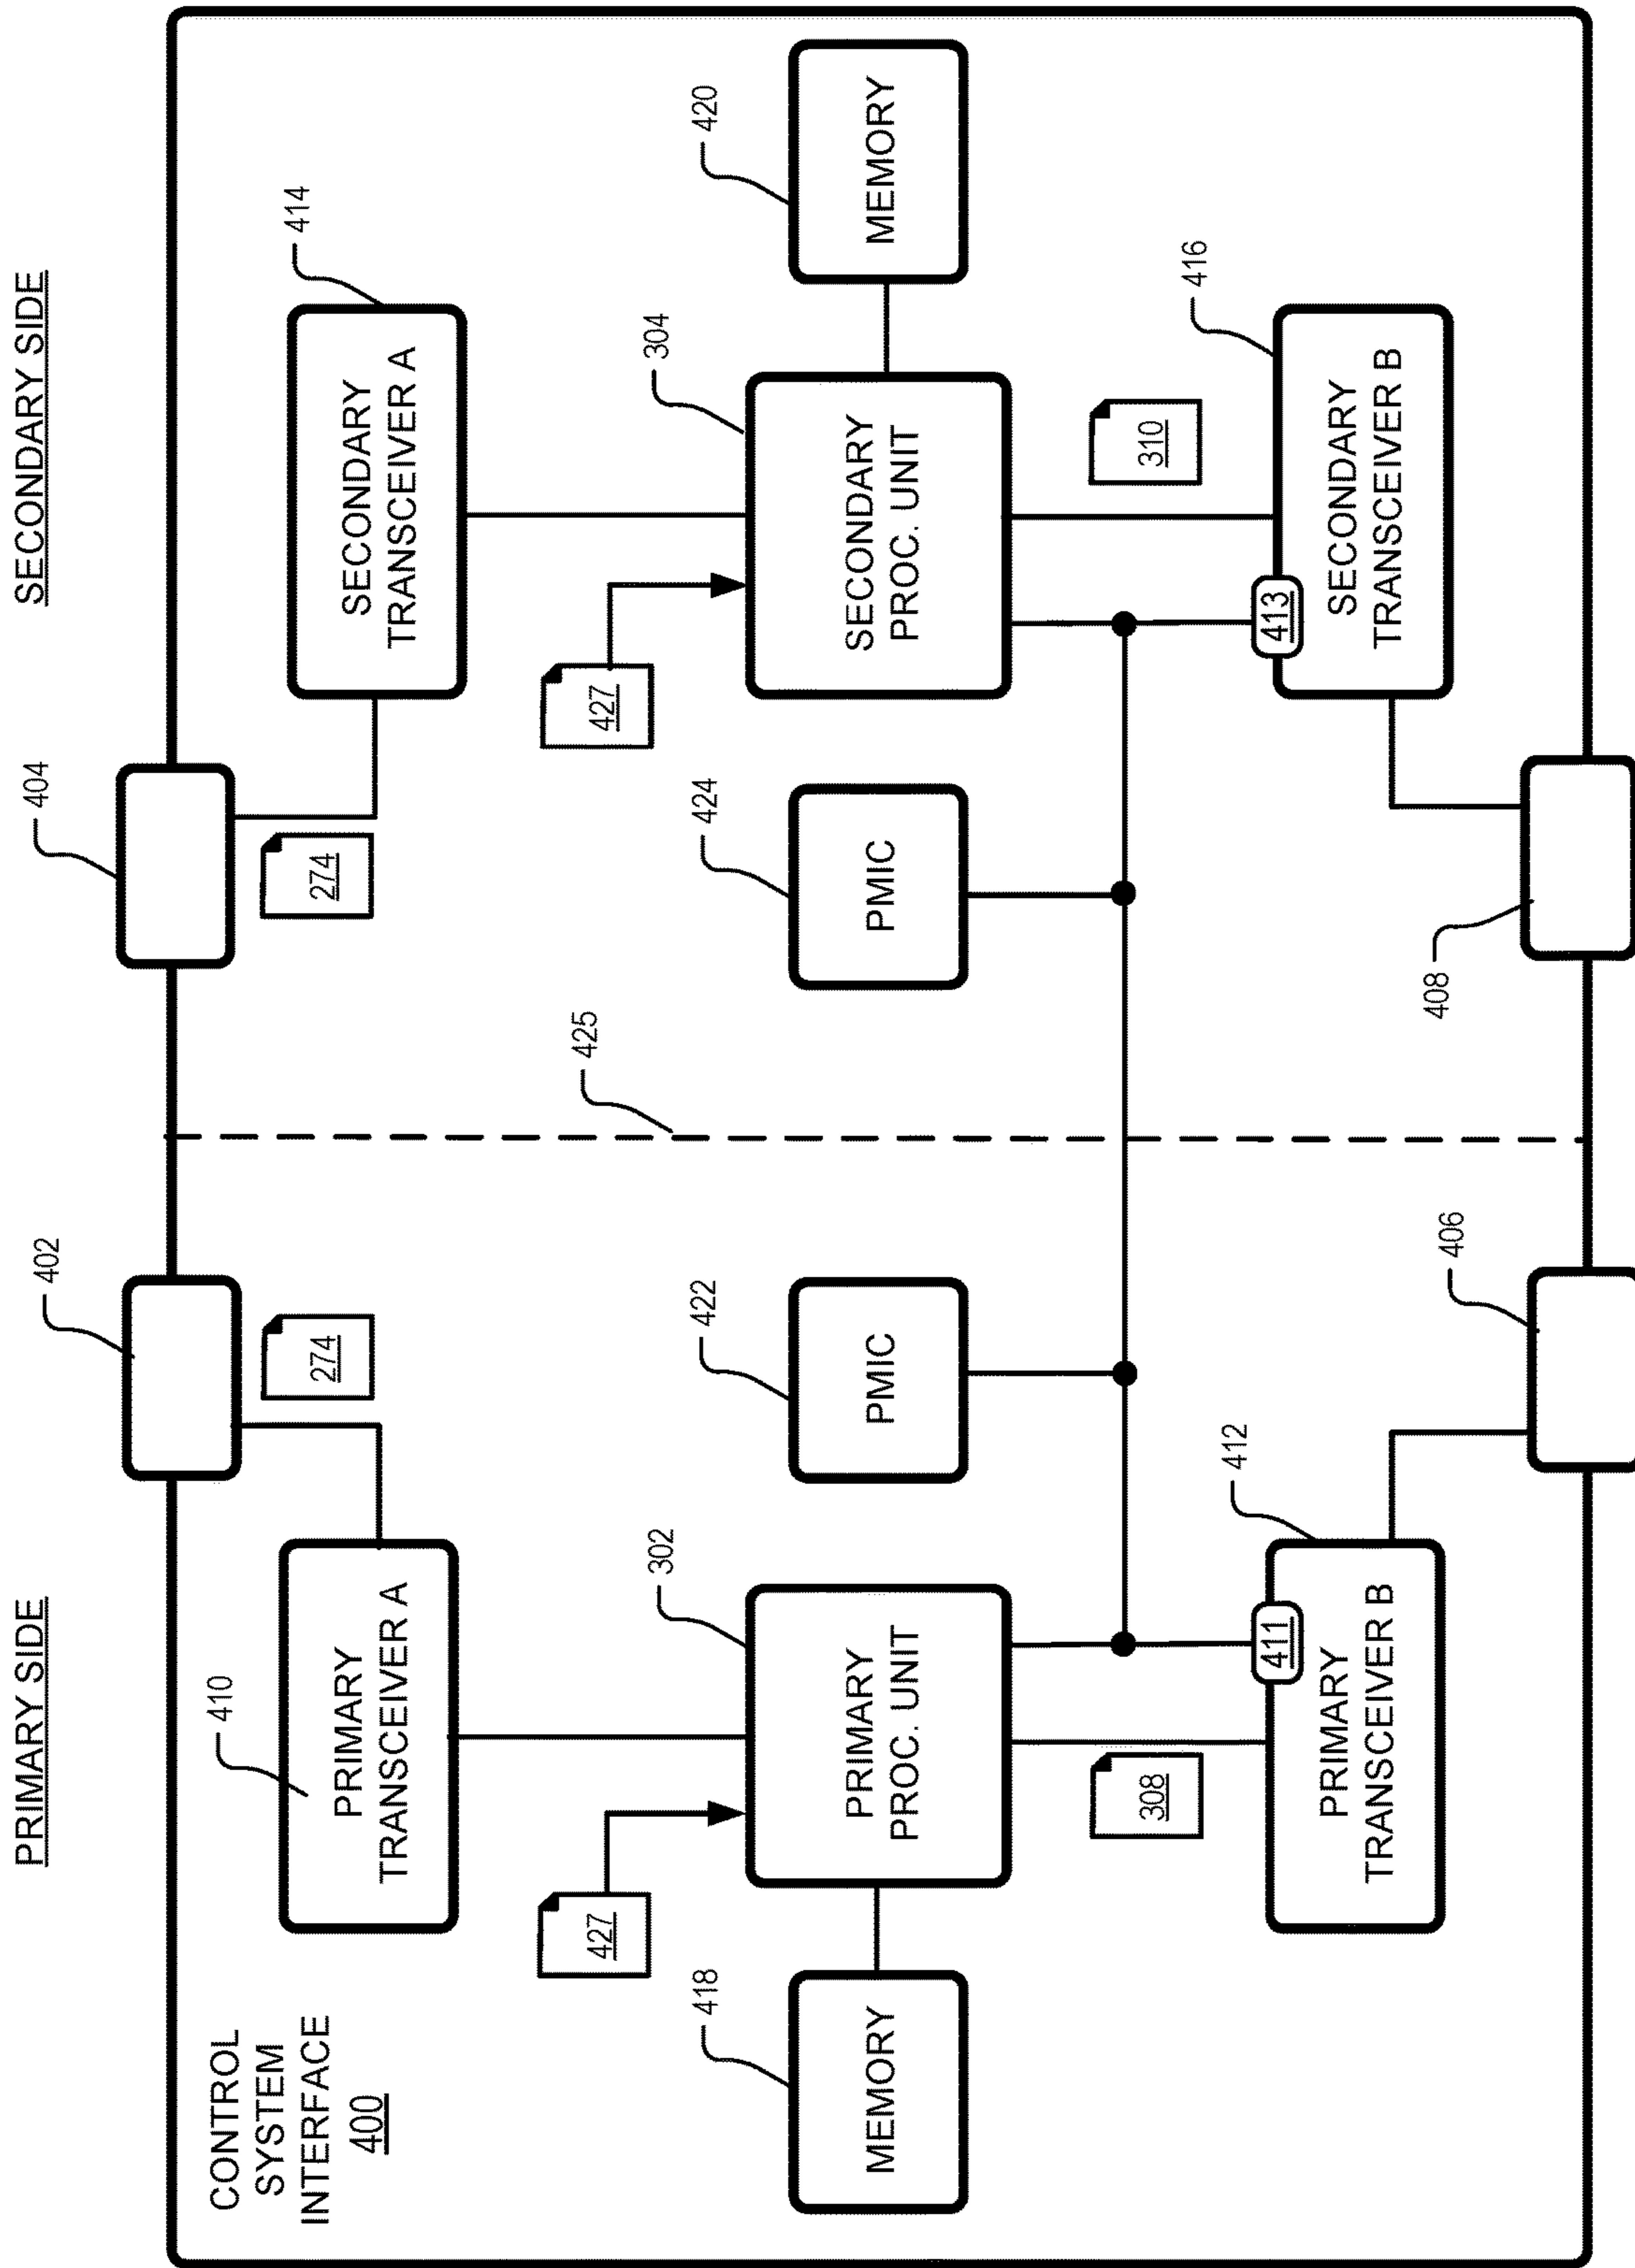 PRIMARY SIDE
SECONDARY SIDE
402
404
CONTROL
SYSTEM
INTERFACE
400
410
PRIMARY
TRANSCEIVER A
274
274
SECONDARY
TRANSCEIVER A
414
427
425
427
418
MEMORY
302
PRIMARY
PROC. UNIT
422
PMIC
424
PMIC
304
SECONDARY
PROC. UNIT
420
MEMORY
308
310
411
PRIMARY
TRANSCEIVER B
412
413
SECONDARY
TRANSCEIVER B
416
406
408